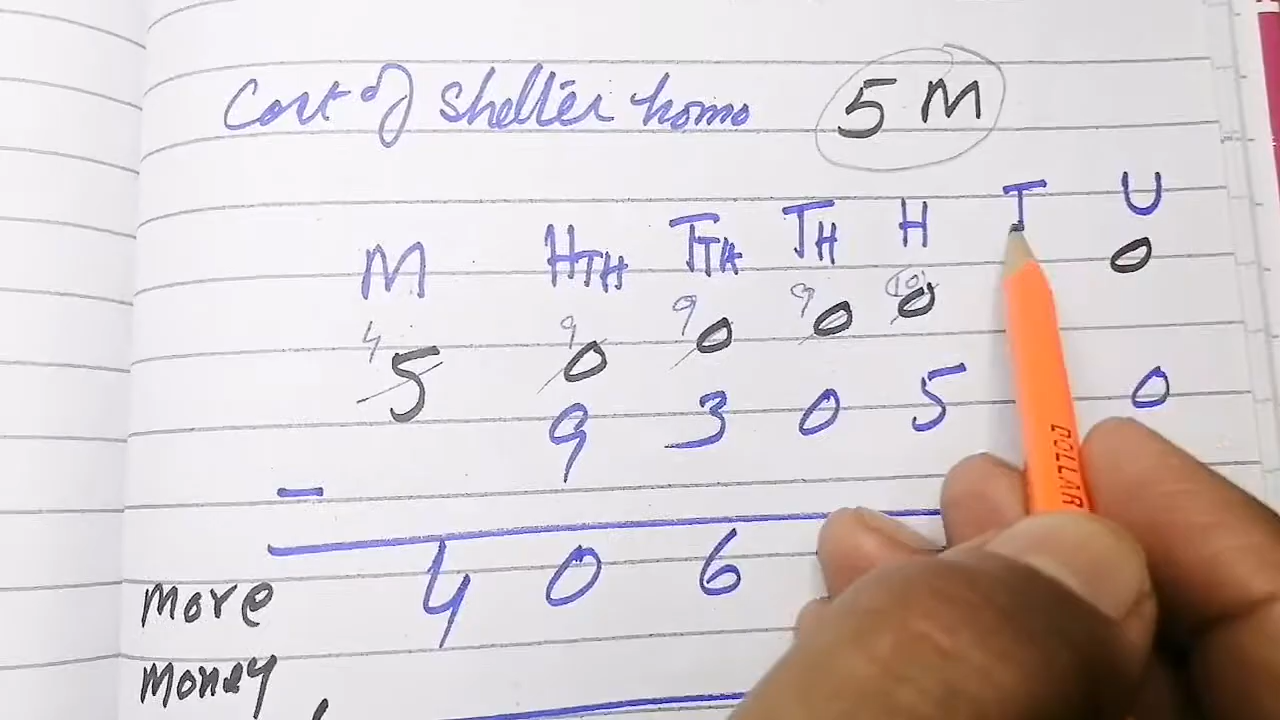 Cost of shelter homo 5 M
M HTH TTH TH H T U
4 9 9 9 10
5 0 0 0 0 0
9 3 0 5 0
−
4 0 6
More
Money
DOLLAR